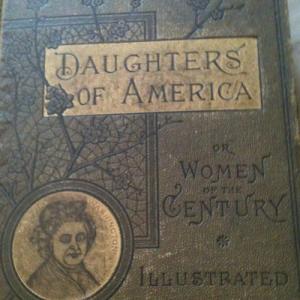 DAUGHTERS
OF AMERICA
OR
WOMEN
OF THE
CENTURY
ILLUSTRATED